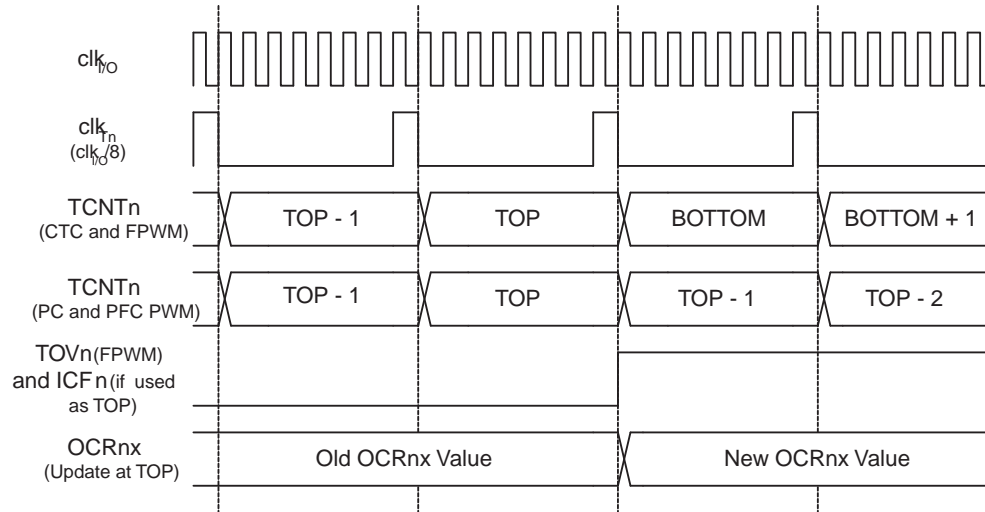 clkI/O
clkTn
(clkI/O/8)
TCNTn
(CTC and FPWM)
TOP - 1
TOP
BOTTOM
BOTTOM + 1
TCNTn
(PC and PFC PWM)
TOP - 1
TOP
TOP - 1
TOP - 2
TOVn(FPWM)
and ICFn(if used
as TOP)
OCRnx
(Update at TOP)
Old OCRnx Value
New OCRnx Value